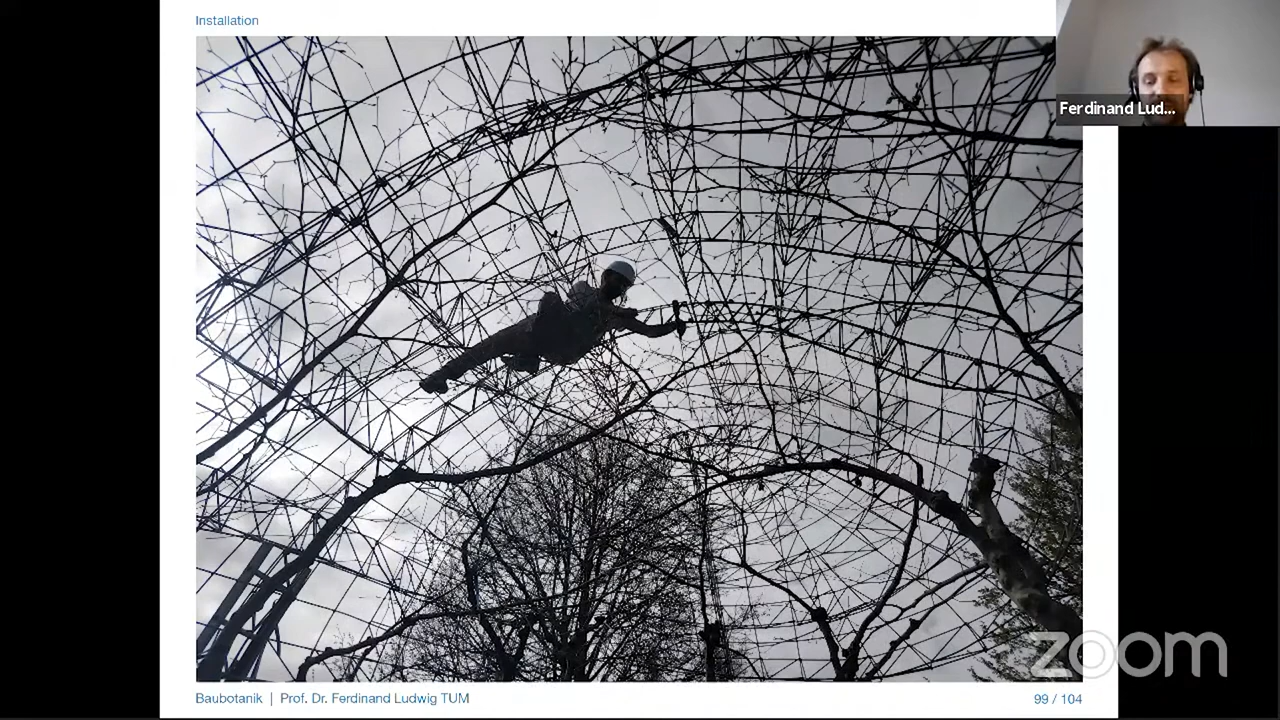 Installation
Ferdinand Lud...
Baubotanik | Prof. Dr. Ferdinand Ludwig TUM
99 / 104
zoom